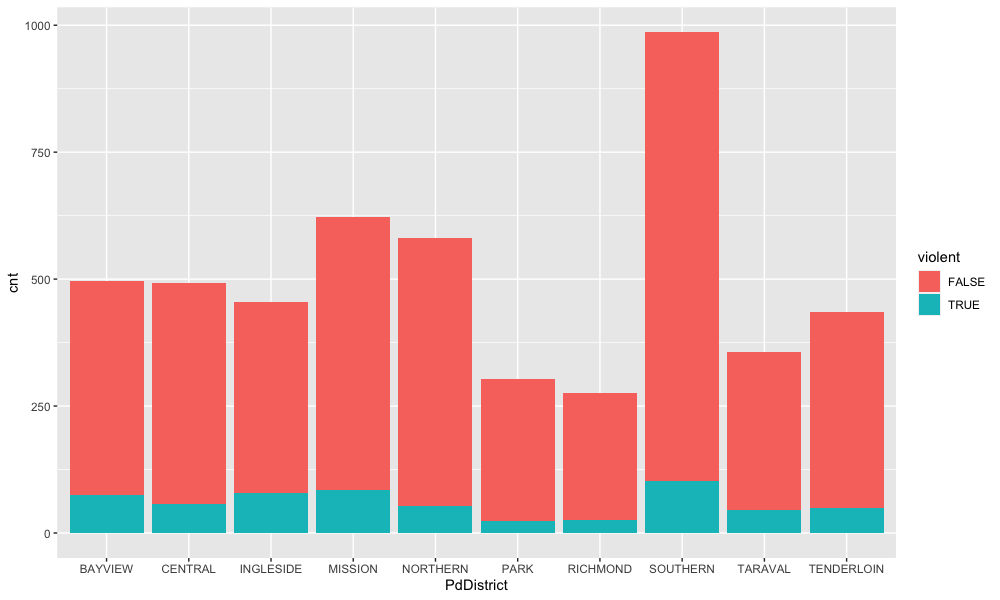 1000
750
500
250
0
cnt
BAYVIEW CENTRAL INGLESIDE MISSION NORTHERN PARK RICHMOND SOUTHERN TARAVAL TENDERLOIN
PdDistrict
violent
FALSE
TRUE